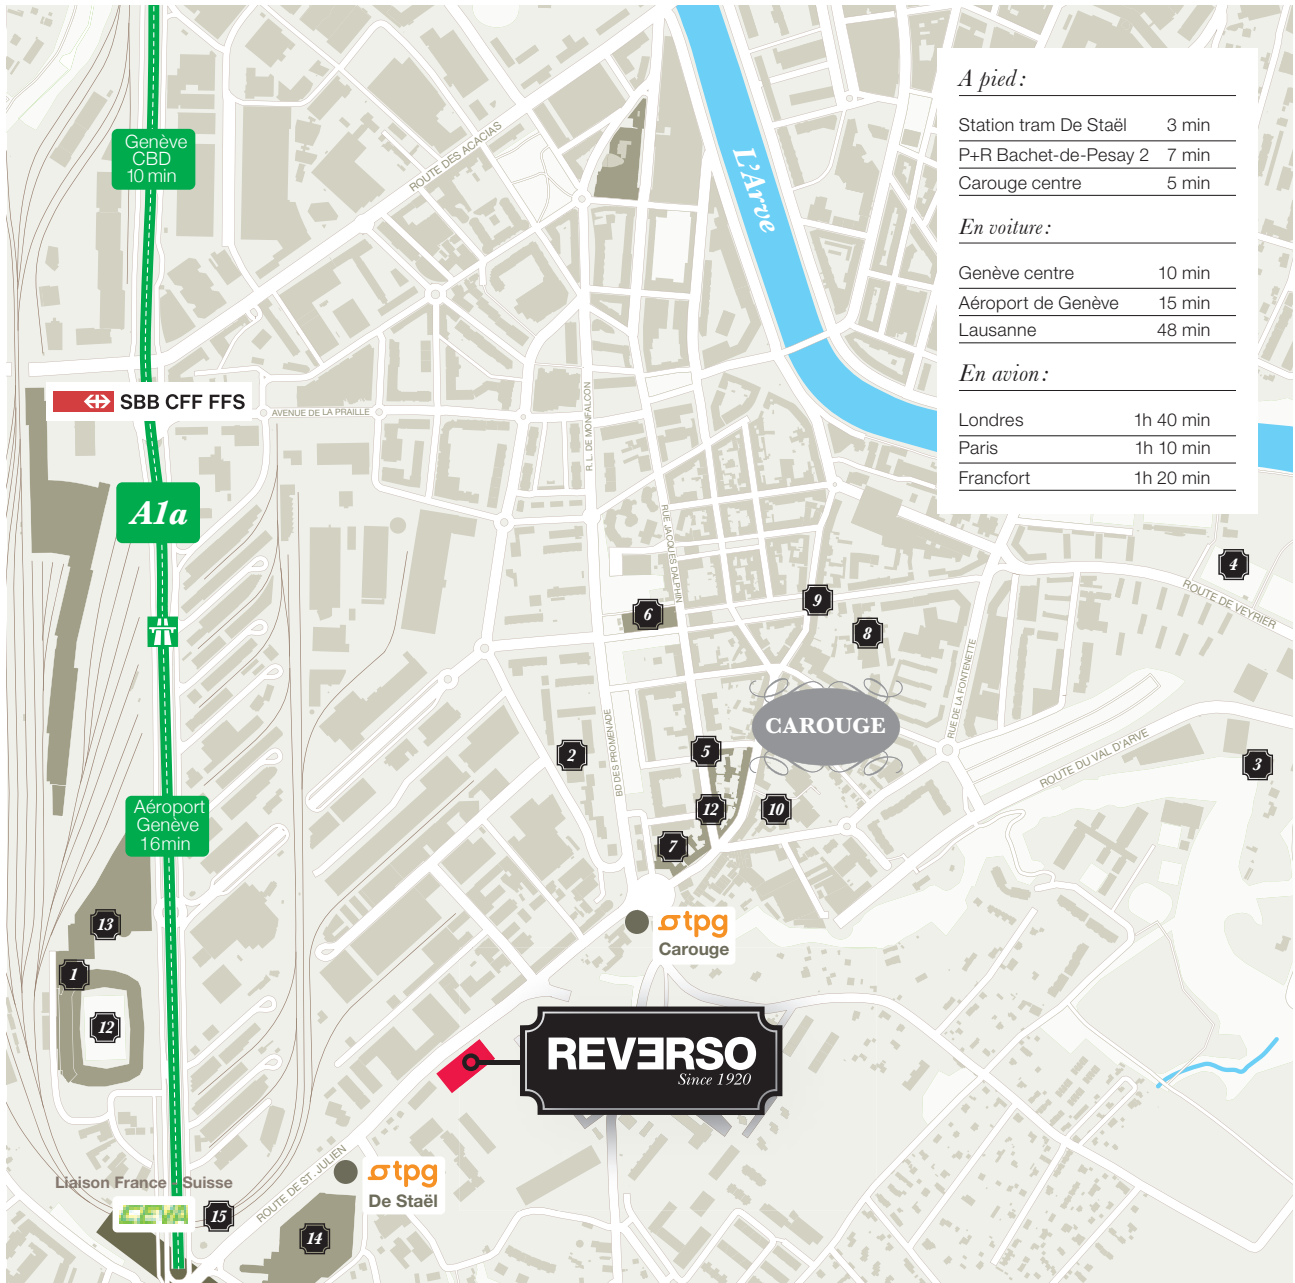 A pied :
Station tram De Staël 3 min
P+R Bachet-de-Pesay 2 7 min
Carouge centre 5 min
En voiture :
Genève centre 10 min
Aéroport de Genève 15 min
Lausanne 48 min
En avion :
Londres 1h 40 min
Paris 1h 10 min
Francfort 1h 20 min
Genève
CBD
10 min
ROUTE DES ACACIAS
L'Arve
SBB CFF FFS
AVENUE DE LA PRAILLE
R. L. DE MONFALCON
A1a
RUE JACQUES DALPHIN
4
ROUTE DE VEYRIER
9
6
8
RUE DE LA FONTENETTE
CAROUGE
BD DES PROMENADE
2
5
ROUTE DU VAL D'ARVE
3
Aéroport
Genève
16min
12
10
7
13
tpg
Carouge
1
12
REVERSO
Since 1920
ROUTE DE ST. JULIEN
tpg
De Staël
Liaison France Suisse
CEVA
15
14